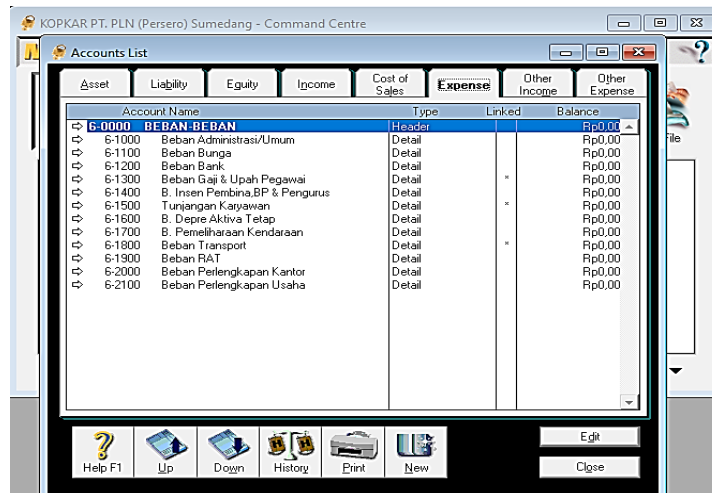 KOPKAR PT. PLN (Persero) Sumedang - Command Centre
Accounts List
Asset Liability Equity Income Cost of Sales Expense Other Income Other Expense
Account Name Type Linked Balance
6-0000 BEBAN-BEBAN Header Rp0,00
6-1000 Beban Administrasi/Umum Detail Rp0,00
6-1100 Beban Bunga Detail Rp0,00
6-1200 Beban Bank Detail Rp0,00
6-1300 Beban Gaji & Upah Pegawai Detail * Rp0,00
6-1400 B. Insen Pembina,BP & Pengurus Detail Rp0,00
6-1500 Tunjangan Karyawan Detail * Rp0,00
6-1600 B. Depre Aktiva Tetap Detail Rp0,00
6-1700 B. Pemeliharaan Kendaraan Detail Rp0,00
6-1800 Beban Transport Detail * Rp0,00
6-1900 Beban RAT Detail Rp0,00
6-2000 Beban Perlengkapan Kantor Detail Rp0,00
6-2100 Beban Perlengkapan Usaha Detail Rp0,00
Edit
Help F1 Up Down History Print New Close